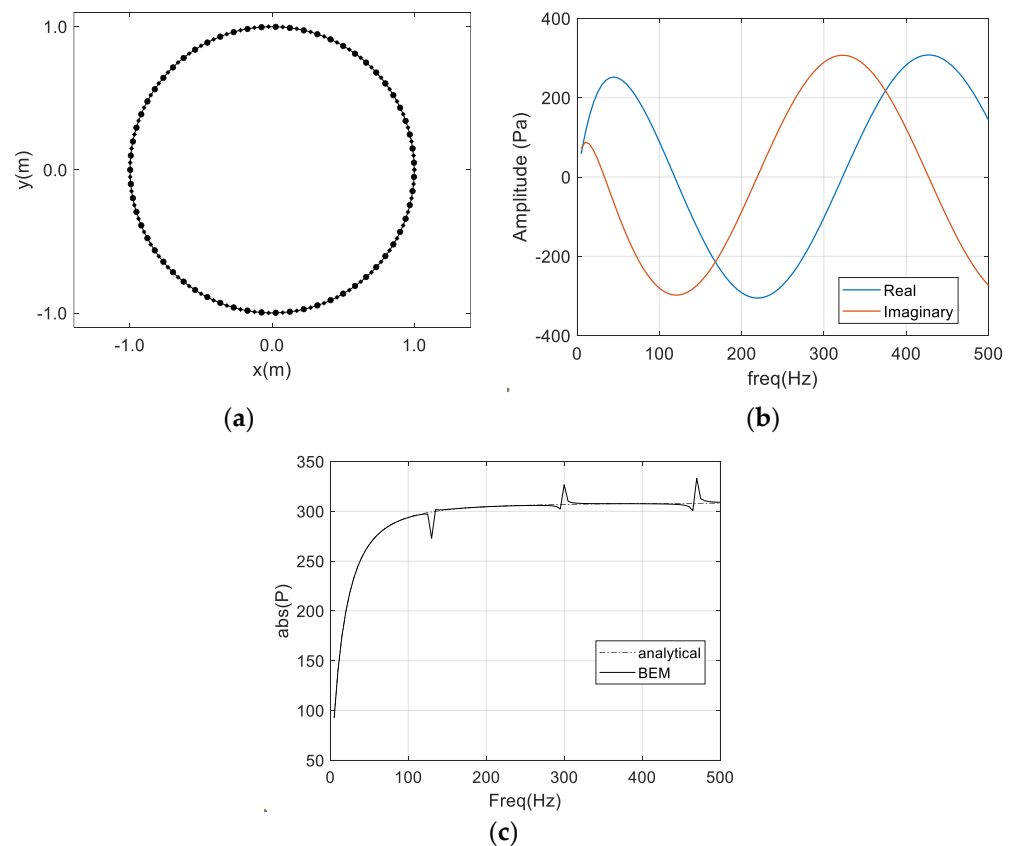 1.0
0.0
-1.0
y(m)
-1.0 0.0 1.0
x(m)
(a)
400
200
0
-200
-400
Amplitude (Pa)
Real
Imaginary
0 100 200 300 400 500
freq(Hz)
(b)
350
300
250
200
150
100
50
abs(P)
analytical
BEM
0 100 200 300 400 500
Freq(Hz)
(c)